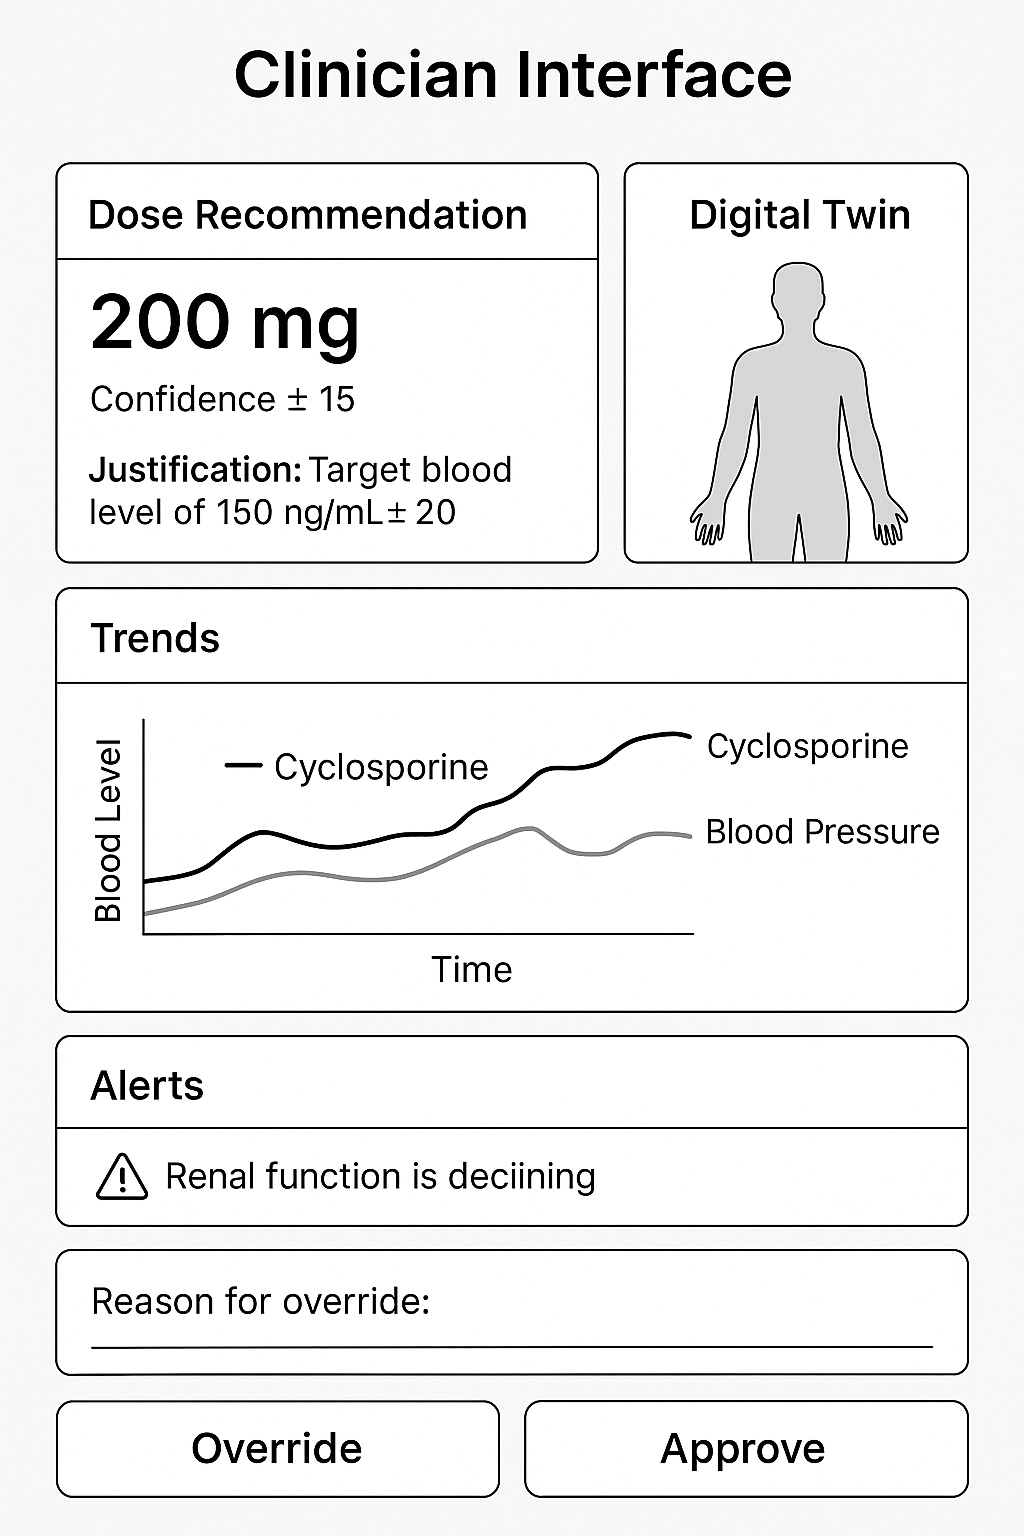 Clinician Interface
Dose Recommendation
200 mg
Confidence ± 15
Justification: Target blood
level of 150 ng/mL± 20
Digital Twin
Trends
Blood Level
Cyclosporine
Cyclosporine
Blood Pressure
Time
Alerts
Renal function is deciining
Reason for override:
Override
Approve